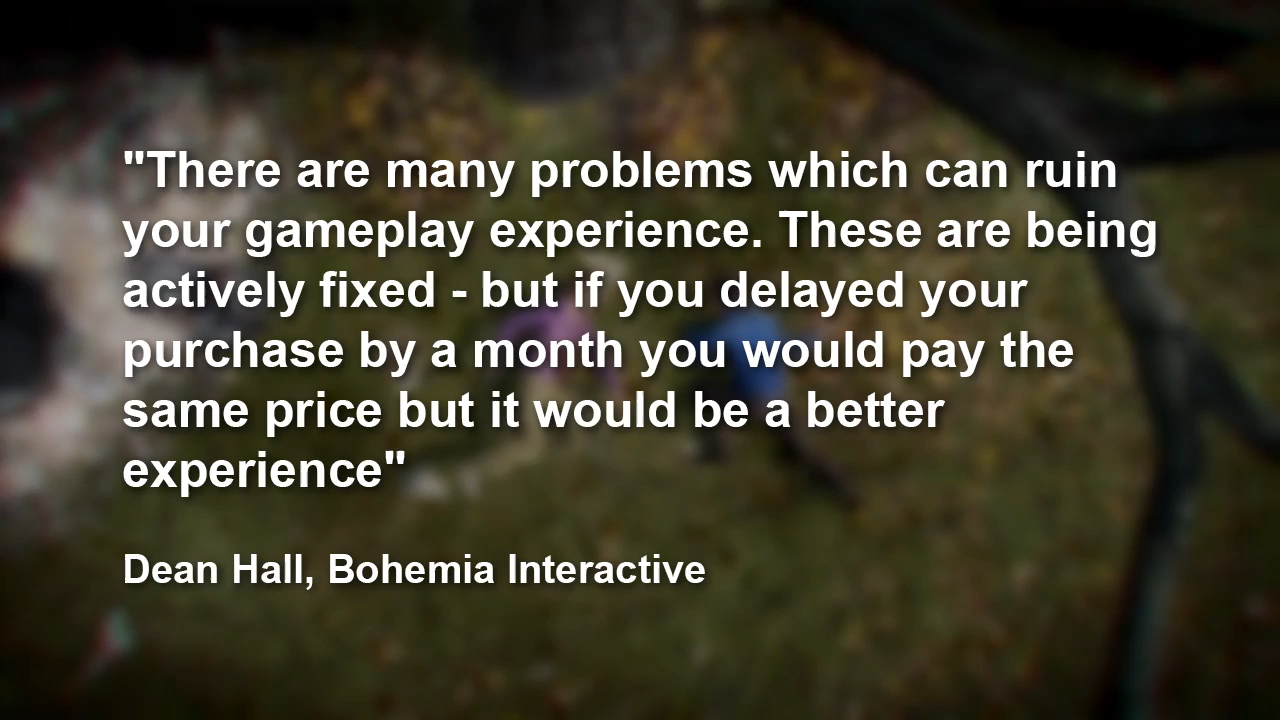 "There are many problems which can ruin
your gameplay experience. These are being
actively fixed - but if you delayed your
purchase by a month you would pay the
same price but it would be a better
experience"
Dean Hall, Bohemia Interactive